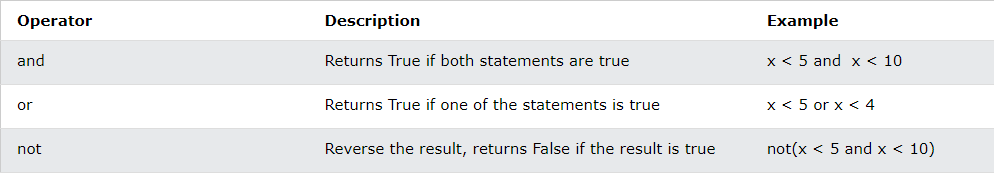 Operator Description Example
and Returns True if both statements are true x < 5 and  x < 10
or Returns True if one of the statements is true x < 5 or x < 4
not Reverse the result, returns False if the result is true not(x < 5 and x < 10)